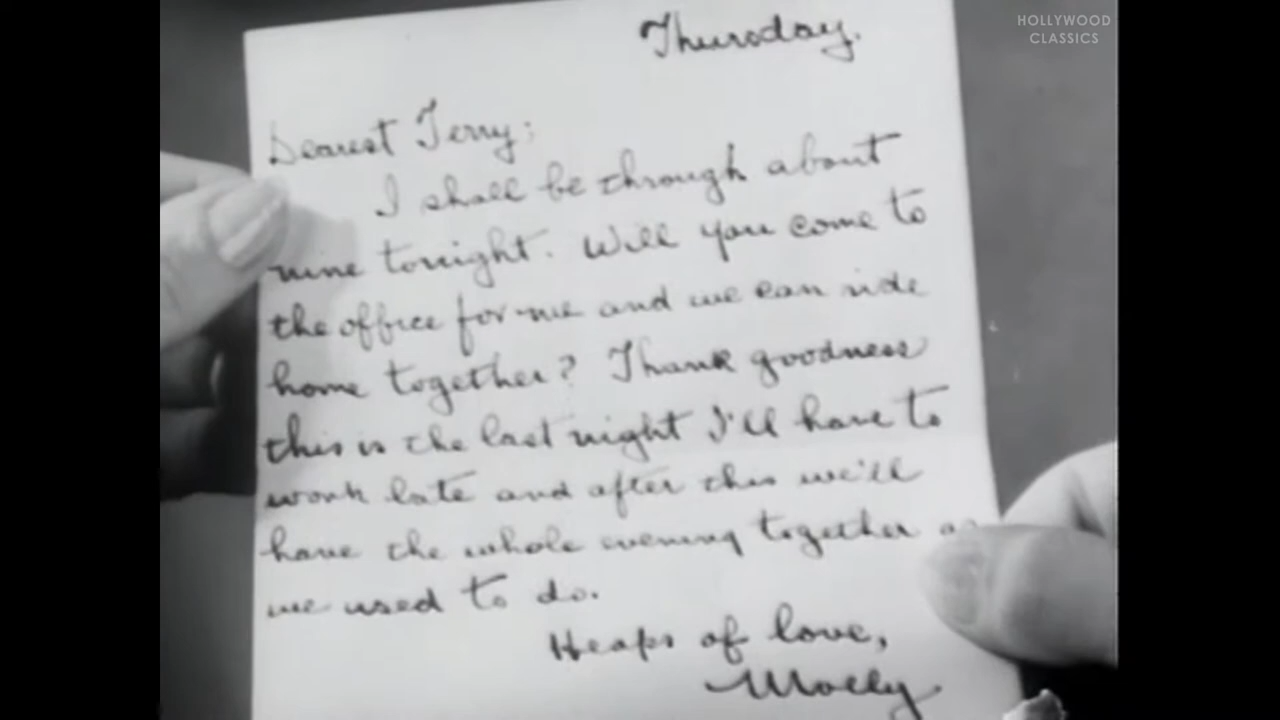 HOLLYWOOD
CLASSICS
Thursday.
Dearest Terry;
I shall be through about
nine tonight. Will you come to
the office for me and we can ride
home together? Thank goodness
this is the last night I'll have to
work late and after this we'll
have the whole evening together as
we used to do.
Heaps of love,
Molly